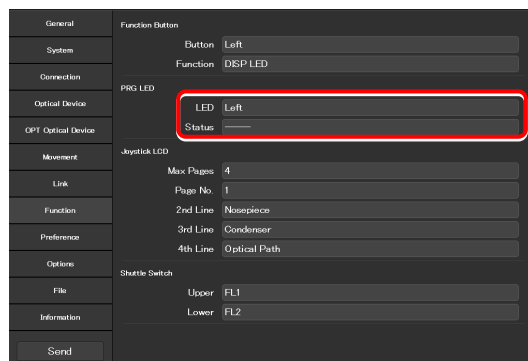 General
System
Connection
Optical Device
OPT Optical Device
Movement
Link
Function
Preference
Options
File
Information
Send
Function Button
Button Left
Function DISP LED
PRG LED
LED Left
Status ――
Joystick LCD
Max Pages 4
Page No. 1
2nd Line Nosepiece
3rd Line Condenser
4th Line Optical Path
Shuttle Switch
Upper FL1
Lower FL2